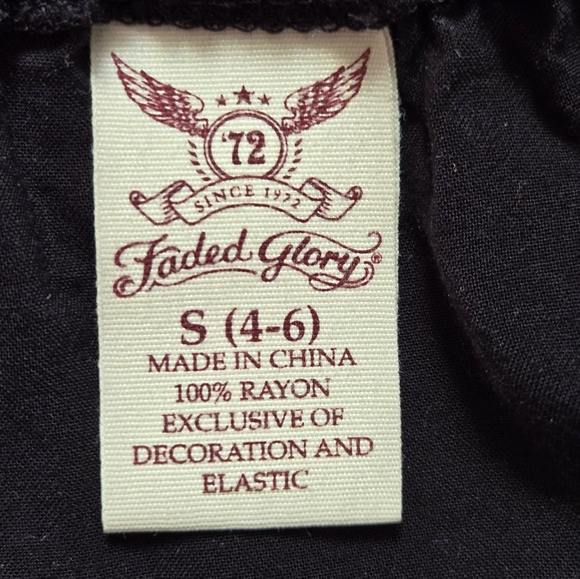 '72
SINCE 1972
Faded Glory®
S (4-6)
MADE IN CHINA
100% RAYON
EXCLUSIVE OF
DECORATION AND
ELASTIC